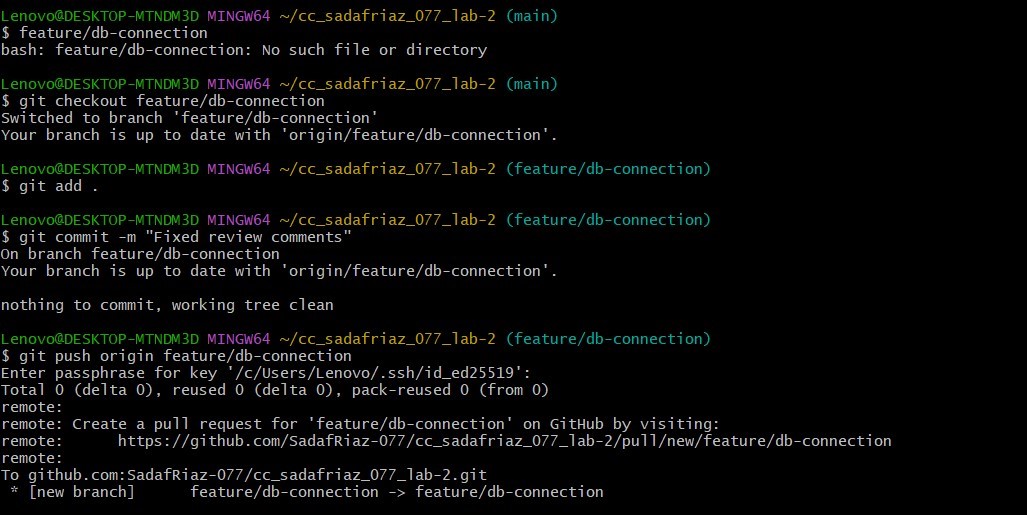 Lenovo@DESKTOP-MTNDM3D MINGW64 ~/cc_sadafriaz_077_lab-2 (main)
$ feature/db-connection
bash: feature/db-connection: No such file or directory
Lenovo@DESKTOP-MTNDM3D MINGW64 ~/cc_sadafriaz_077_lab-2 (main)
$ git checkout feature/db-connection
Switched to branch 'feature/db-connection'
Your branch is up to date with 'origin/feature/db-connection'.
Lenovo@DESKTOP-MTNDM3D MINGW64 ~/cc_sadafriaz_077_lab-2 (feature/db-connection)
$ git add .
Lenovo@DESKTOP-MTNDM3D MINGW64 ~/cc_sadafriaz_077_lab-2 (feature/db-connection)
$ git commit -m "Fixed review comments"
On branch feature/db-connection
Your branch is up to date with 'origin/feature/db-connection'.
nothing to commit, working tree clean
Lenovo@DESKTOP-MTNDM3D MINGW64 ~/cc_sadafriaz_077_lab-2 (feature/db-connection)
$ git push origin feature/db-connection
Enter passphrase for key '/c/Users/Lenovo/.ssh/id_ed25519':
Total 0 (delta 0), reused 0 (delta 0), pack-reused 0 (from 0)
remote:
remote: Create a pull request for 'feature/db-connection' on GitHub by visiting:
remote:      https://github.com/SadafRiaz-077/cc_sadafriaz_077_lab-2/pull/new/feature/db-connection
remote:
To github.com:SadafRiaz-077/cc_sadafriaz_077_lab-2.git
 * [new branch]      feature/db-connection -> feature/db-connection